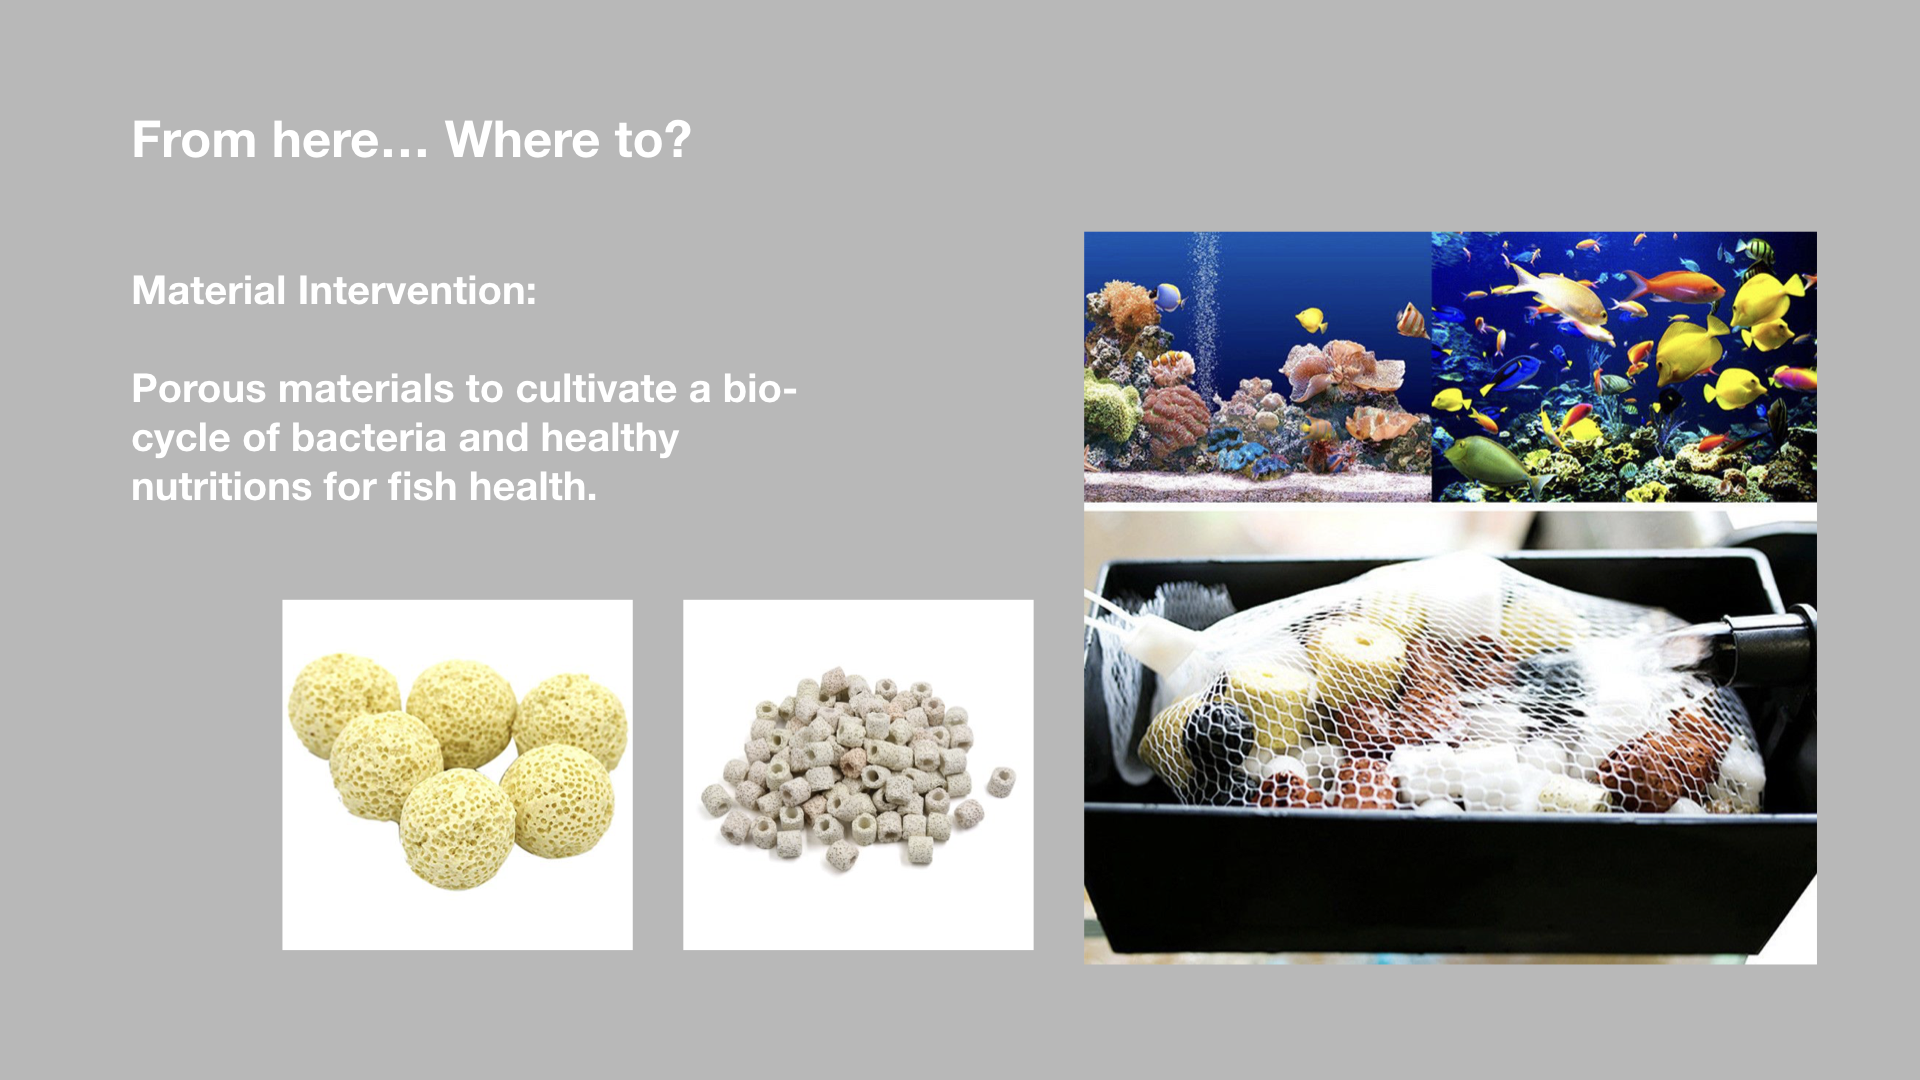 From here… Where to?
Material Intervention:
Porous materials to cultivate a bio-
cycle of bacteria and healthy
nutritions for fish health.